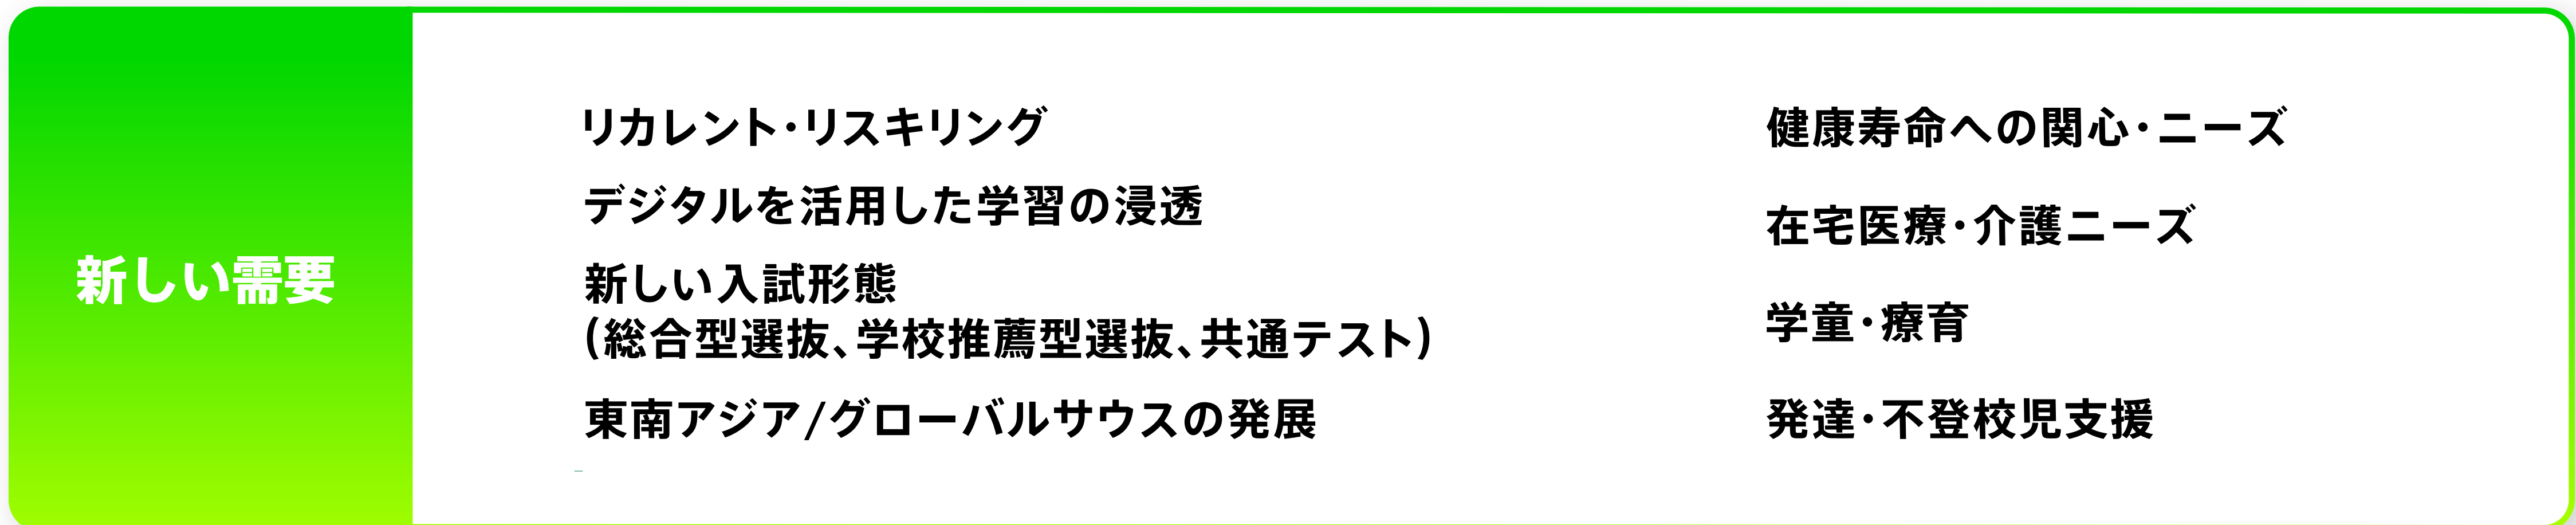 新しい需要
リカレント・リスキリング
デジタルを活用した学習の浸透
新しい入試形態
(総合型選抜、学校推薦型選抜、共通テスト)
東南アジア/グローバルサウスの発展
健康寿命への関心・ニーズ
在宅医療・介護ニーズ
学童・療育
発達・不登校児支援